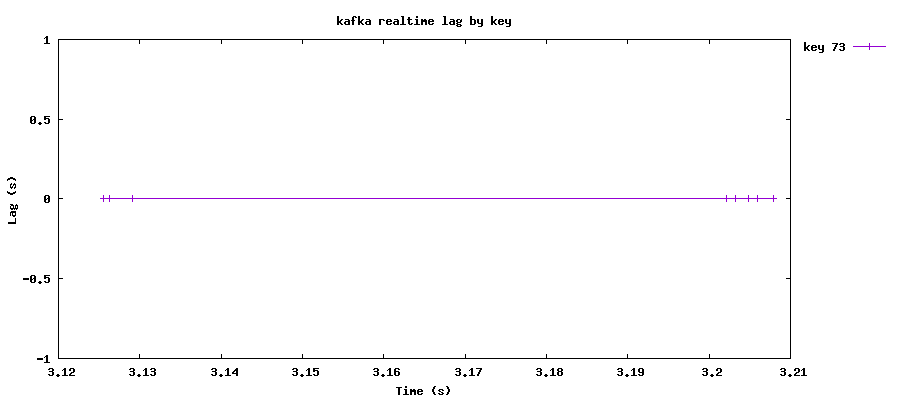 kafka realtime lag by key
key 73
1
0.5
0
-0.5
-1
Lag (s)
3.12 3.13 3.14 3.15 3.16 3.17 3.18 3.19 3.2 3.21
Time (s)